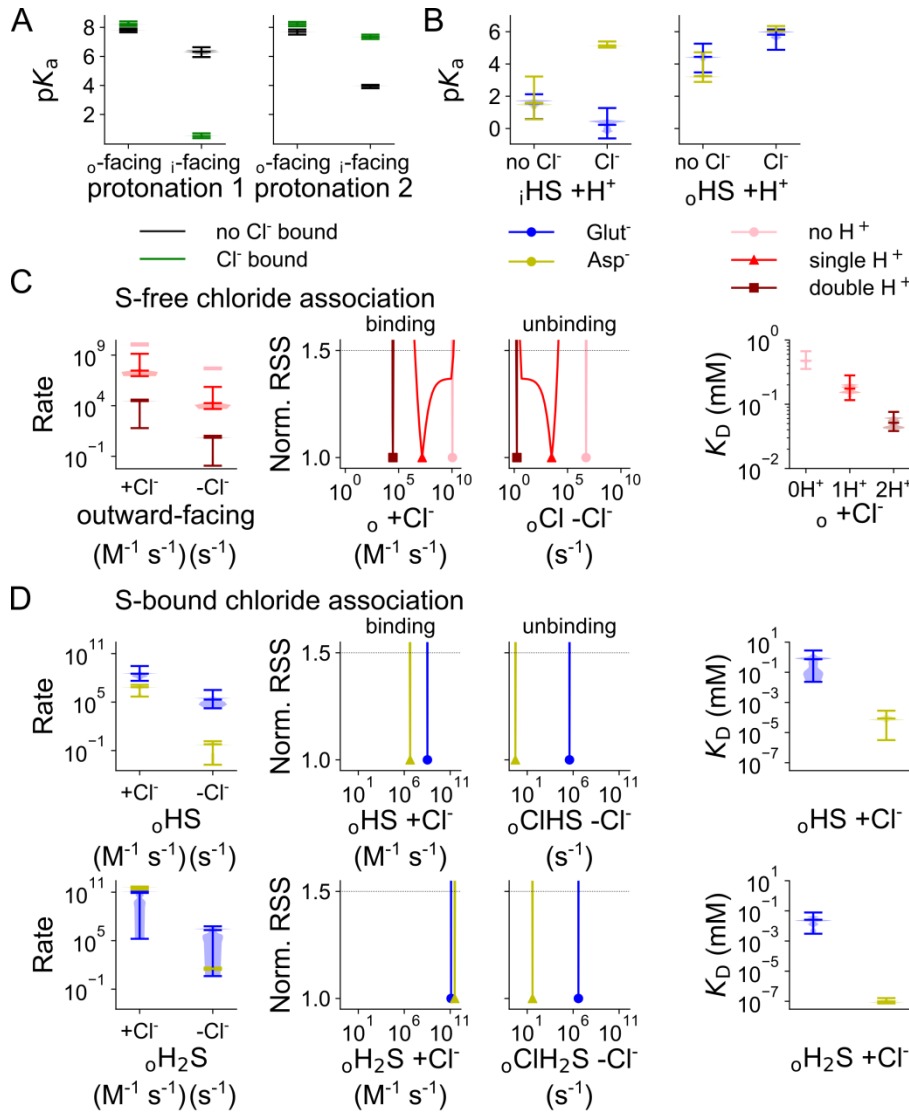 A
B
8
6
4
2
pKa
o-facing i-facing
protonation 1
o-facing i-facing
protonation 2
6
4
2
0
pKa
no Cl⁻ Cl⁻
iHS +H⁺
no Cl⁻ Cl⁻
oHS +H⁺
no Cl⁻ bound
Cl⁻ bound
Glut⁻
Asp⁻
no H⁺
single H⁺
double H⁺
C
S-free chloride association
10⁹
10⁴
10⁻¹
Rate
+Cl⁻ -Cl⁻
outward-facing
(M⁻¹ s⁻¹)(s⁻¹)
binding
unbinding
1.5
1.0
Norm. RSS
10⁰ 10⁵ 10¹⁰
o +Cl⁻
(M⁻¹ s⁻¹)
10⁰ 10⁵ 10¹⁰
oCl -Cl⁻
(s⁻¹)
10⁰
10⁻¹
10⁻²
KD (mM)
0H⁺ 1H⁺ 2H⁺
o +Cl⁻
D
S-bound chloride association
10¹¹
10⁵
10⁻¹
Rate
+Cl⁻ -Cl⁻
oHS
(M⁻¹ s⁻¹)(s⁻¹)
binding
unbinding
1.5
1.0
Norm. RSS
10¹ 10⁶ 10¹¹
oHS +Cl⁻
(M⁻¹ s⁻¹)
10¹ 10⁶ 10¹¹
oClHS -Cl⁻
(s⁻¹)
10¹
10⁻¹
10⁻³
10⁻⁵
10⁻⁷
KD (mM)
oHS +Cl⁻
10¹¹
10⁵
10⁻¹
Rate
+Cl⁻ -Cl⁻
oH₂S
(M⁻¹ s⁻¹)(s⁻¹)
1.5
1.0
Norm. RSS
10¹ 10⁶ 10¹¹
oH₂S +Cl⁻
(M⁻¹ s⁻¹)
10¹ 10⁶ 10¹¹
oClH₂S -Cl⁻
(s⁻¹)
10¹
10⁻¹
10⁻³
10⁻⁵
10⁻⁷
KD (mM)
oH₂S +Cl⁻